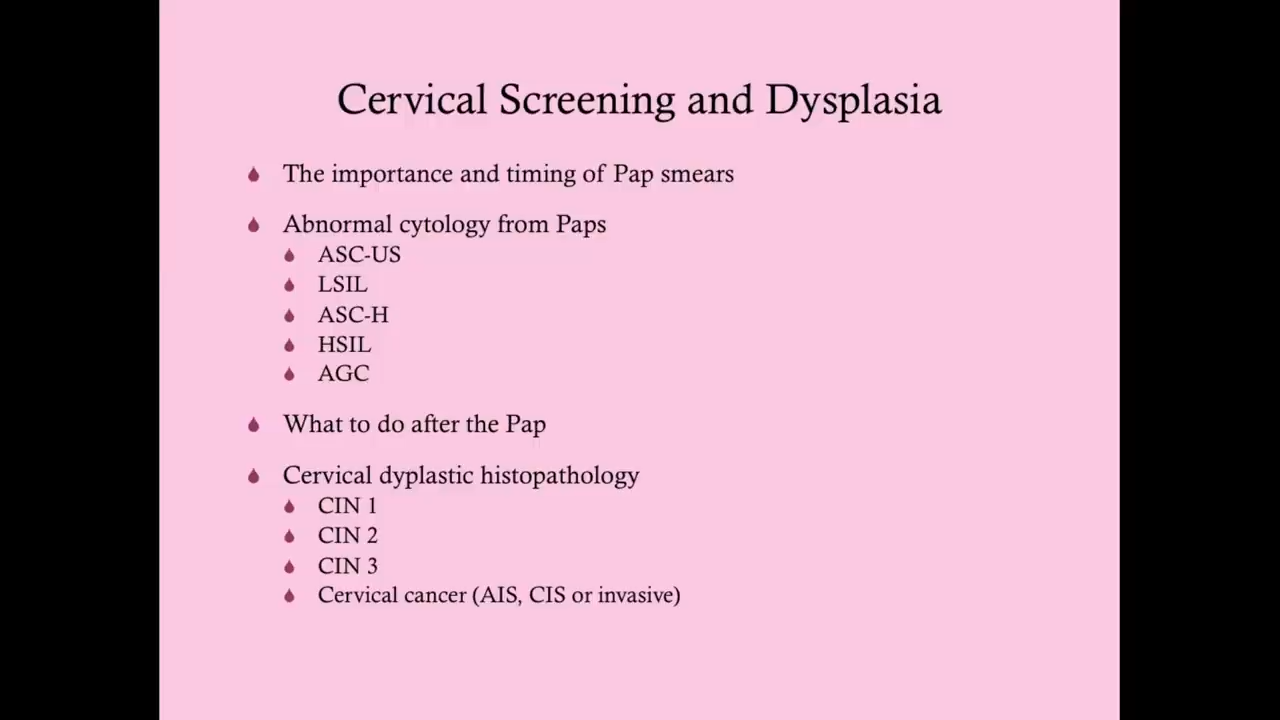 Cervical Screening and Dysplasia
The importance and timing of Pap smears
Abnormal cytology from Paps
ASC-US
LSIL
ASC-H
HSIL
AGC
What to do after the Pap
Cervical dyplastic histopathology
CIN 1
CIN 2
CIN 3
Cervical cancer (AIS, CIS or invasive)